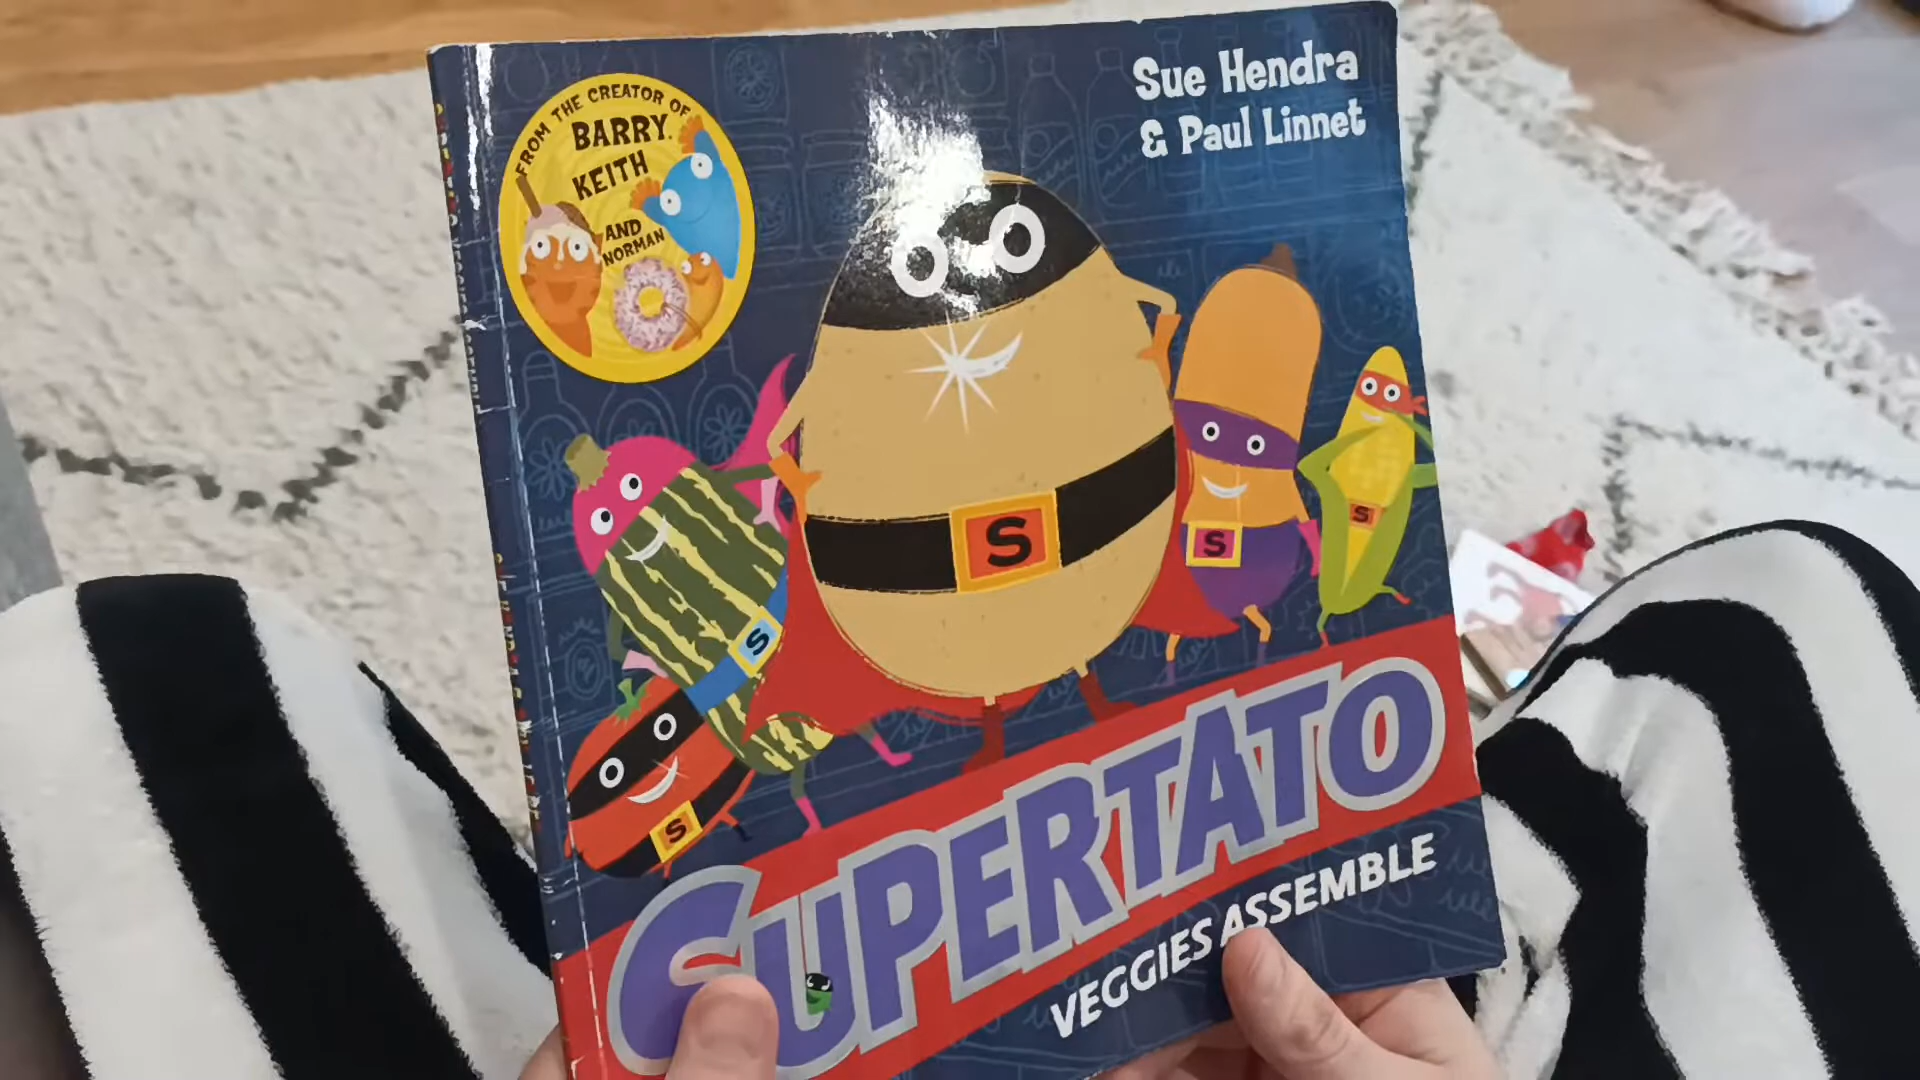 FROM THE CREATOR OF
BARRY,
KEITH
AND
NORMAN
Sue Hendra
& Paul Linnet
S
S
S
S
S
SUPERTATO
VEGGIES ASSEMBLE